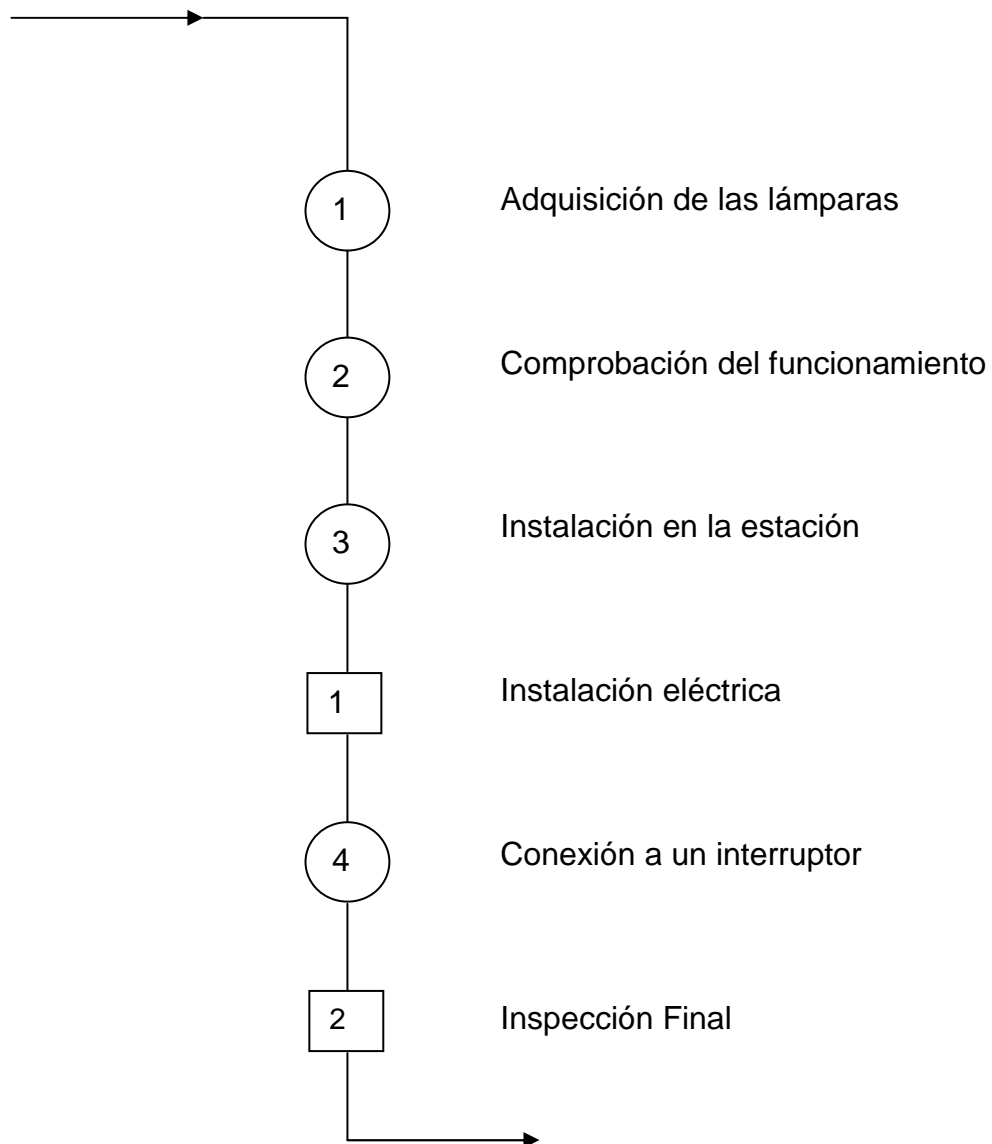 1 Adquisición de las lámparas
2 Comprobación del funcionamiento
3 Instalación en la estación
1 Instalación eléctrica
4 Conexión a un interruptor
2 Inspección Final